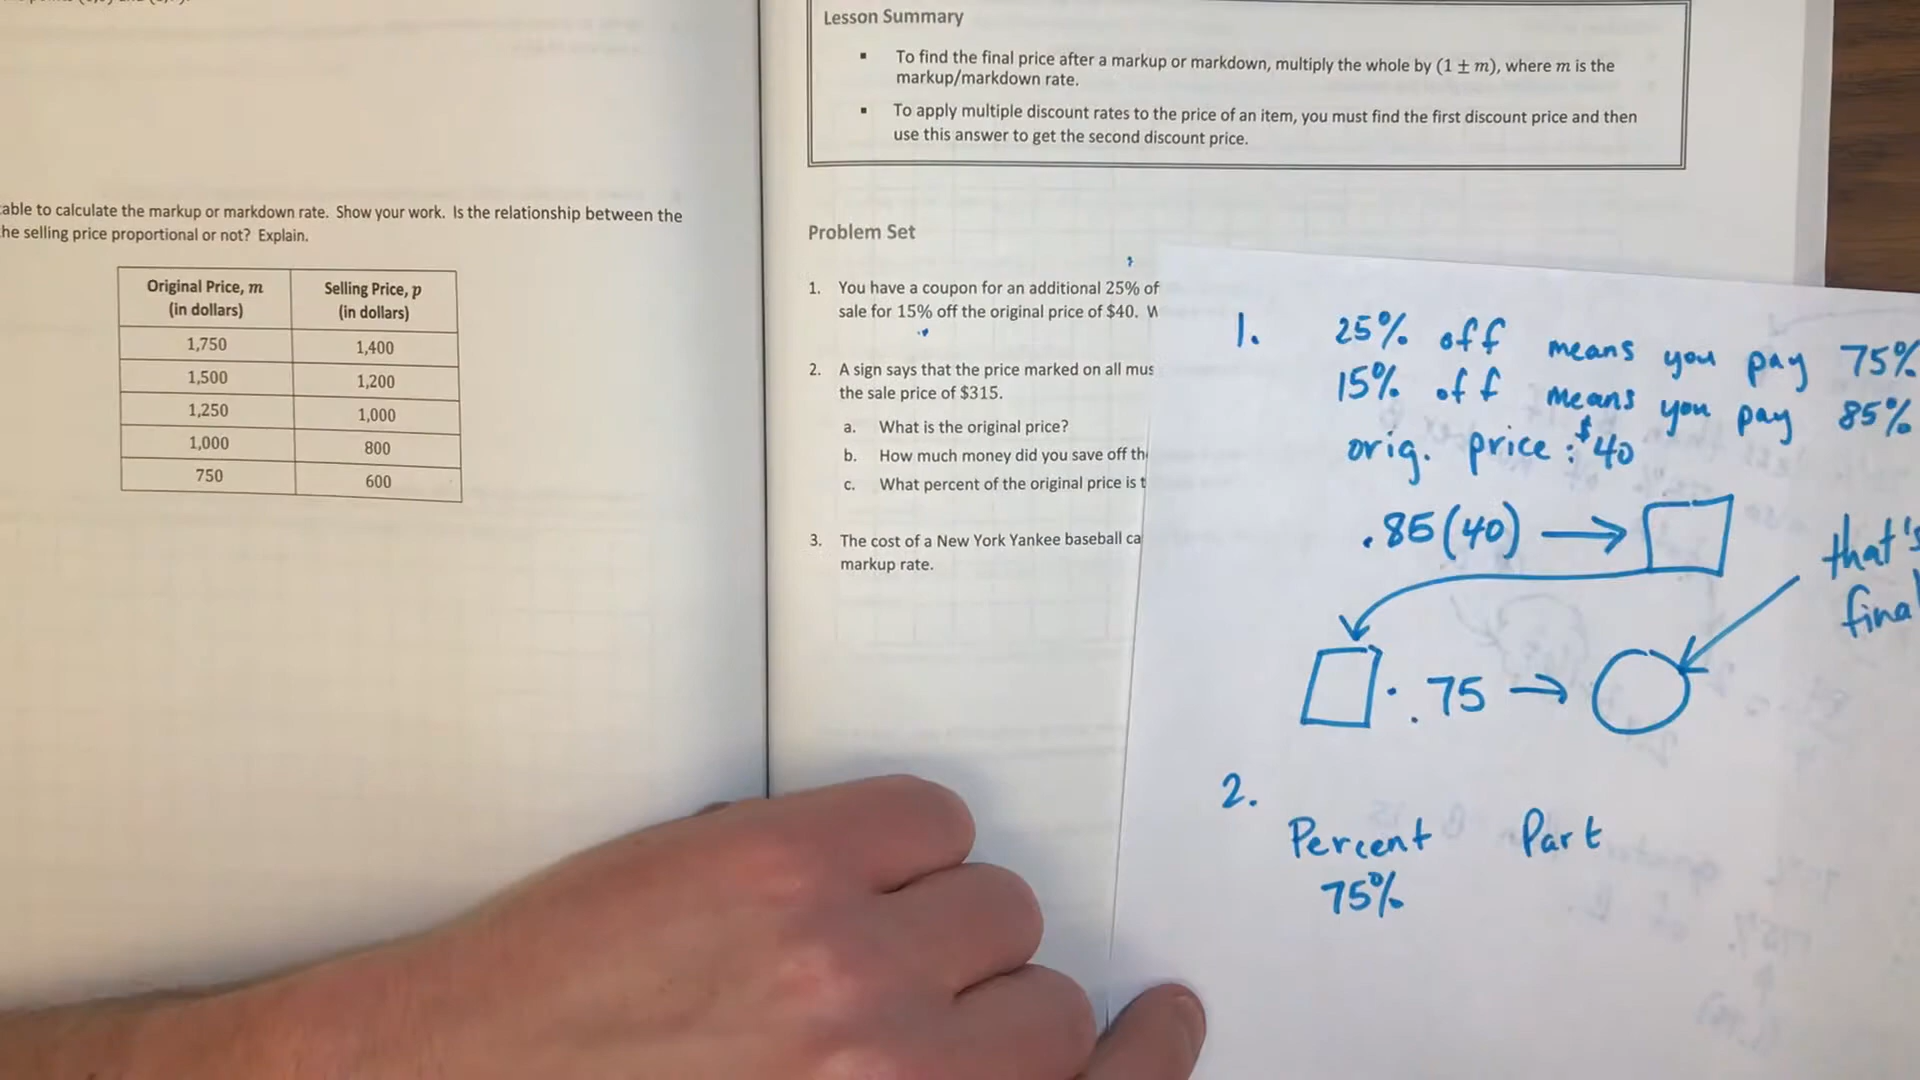 able to calculate the markup or markdown rate. Show your work. Is the relationship between the
he selling price proportional or not? Explain.
Original Price, m
(in dollars)
Selling Price, p
(in dollars)
1,750 1,400
1,500 1,200
1,250 1,000
1,000 800
750 600
Lesson Summary
▪ To find the final price after a markup or markdown, multiply the whole by (1 ± m), where m is the
markup/markdown rate.
▪ To apply multiple discount rates to the price of an item, you must find the first discount price and then
use this answer to get the second discount price.
Problem Set
1. You have a coupon for an additional 25% of
sale for 15% off the original price of $40. W
2. A sign says that the price marked on all mus
the sale price of $315.
a. What is the original price?
b. How much money did you save off th
c. What percent of the original price is t
3. The cost of a New York Yankee baseball ca
markup rate.
1. 25% off means you pay 75%
15% off means you pay 85%
orig. price: $40
.85(40) →
that's
final
. .75 →
2.
Percent Part
75%